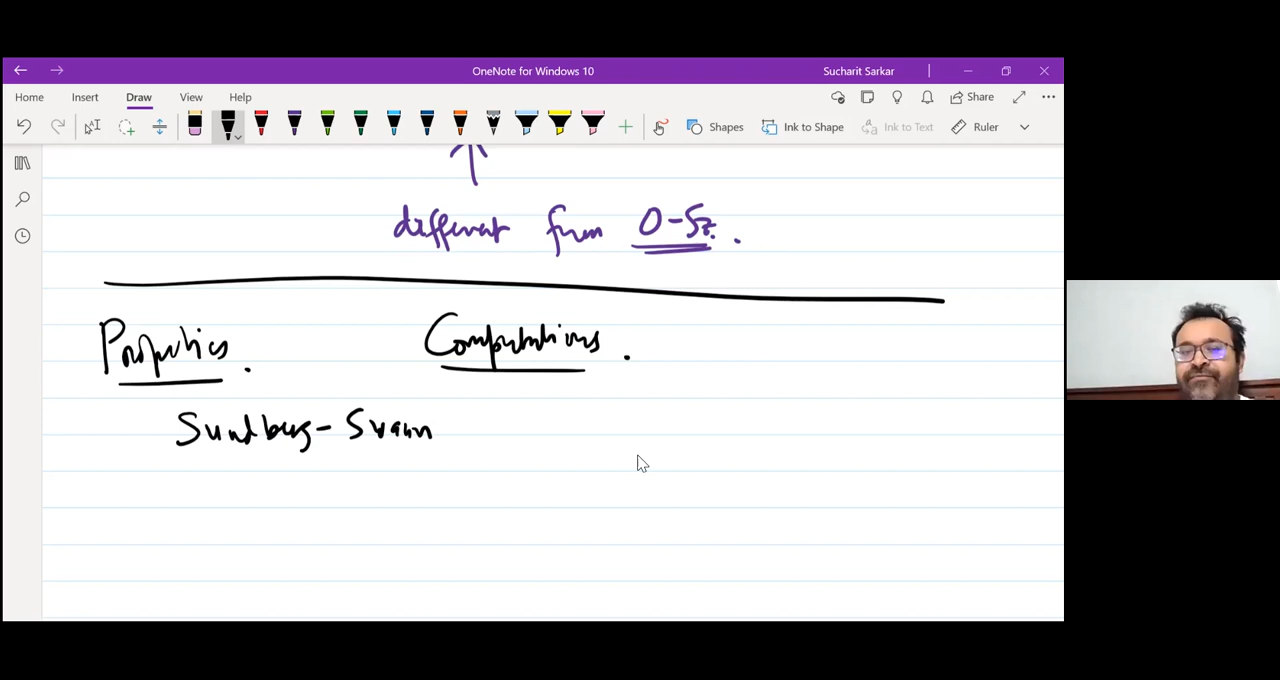 OneNote for Windows 10
Sucharit Sarkar
Home Insert Draw View Help
Share
Shapes Ink to Shape Ink to Text Ruler
different from O-Sz.
Properties. Computations.
Sundberg-Swann